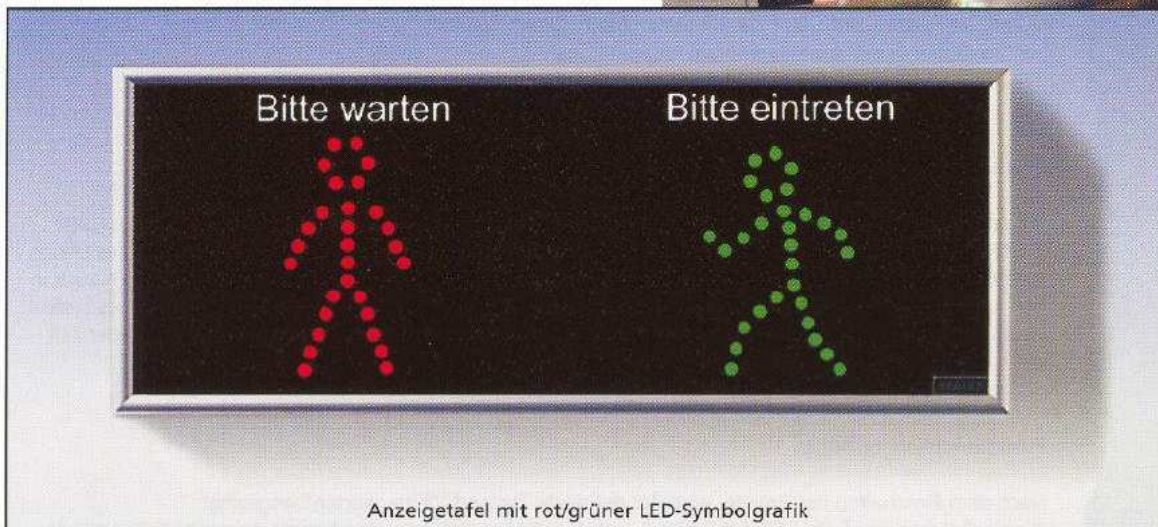 Bitte warten
Bitte eintreten
Anzeigetafel mit rot/grüner LED-Symbolgrafik